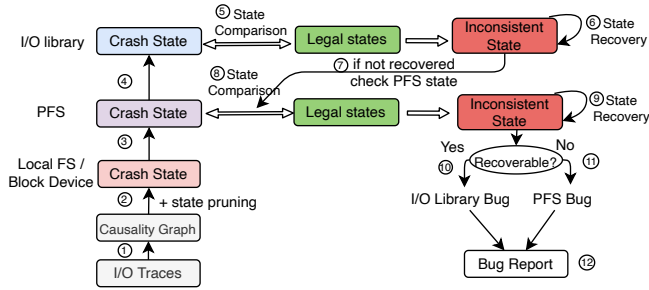 ⑤ State
Comparison
⑥ State
Recovery
I/O library
Crash State
Legal states
Inconsistent
State
⑦ if not recovered
check PFS state
④
⑧ State
Comparison
PFS
Crash State
Legal states
Inconsistent
State
⑨ State
Recovery
③
Local FS /
Block Device
Crash State
Yes
No
Recoverable?
⑩
⑪
② + state pruning
Causality Graph
I/O Library Bug
PFS Bug
①
I/O Traces
Bug Report
⑫